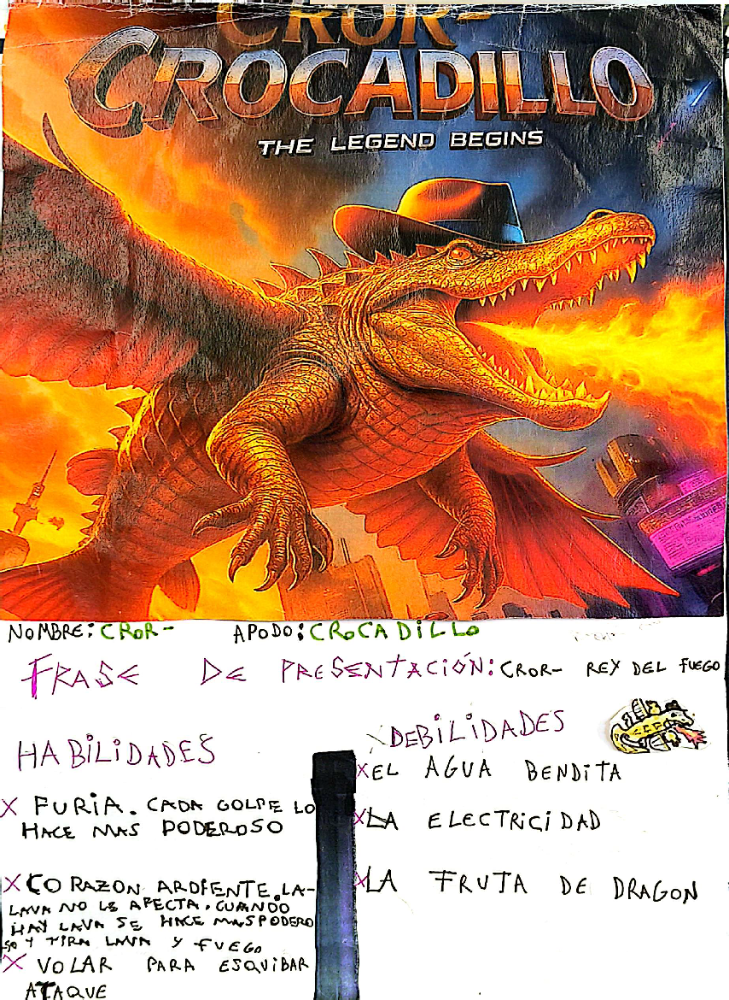 CROR-
CROCADILLO
THE LEGEND BEGINS
NOMBRE: CROR- APODO: CROCADILLO
FRASE DE PRESENTACIÓN: CROR- REY DEL FUEGO
HABILIDADES
X FURIA. CADA GOLPE LO
HACE MAS PODEROSO
X CORAZON ARDIENTE. LA-
LAVA NO LE AFECTA. CUANDO
HAY LAVA SE HACE MAS PODERO
SO Y TIRA LAVA Y FUEGO
X VOLAR PARA ESQUIBAR
ATAQUE
X DEBILIDADES
X EL AGUA BENDITA
X LA ELECTRICIDAD
X LA FRUTA DE DRAGON